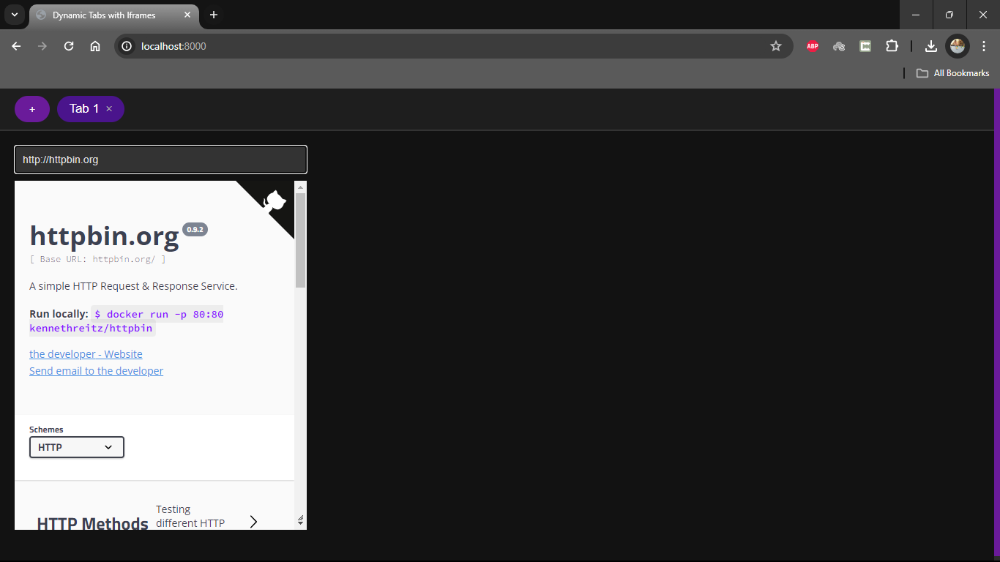 Dynamic Tabs with Iframes
localhost:8000
ABP
All Bookmarks
+ Tab 1 ×
http://httpbin.org
httpbin.org 0.9.2
[ Base URL: httpbin.org/ ]
A simple HTTP Request & Response Service.
Run locally: $ docker run -p 80:80
kennethreitz/httpbin
the developer - Website
Send email to the developer
Schemes
HTTP
Testing
HTTP Methods different HTTP